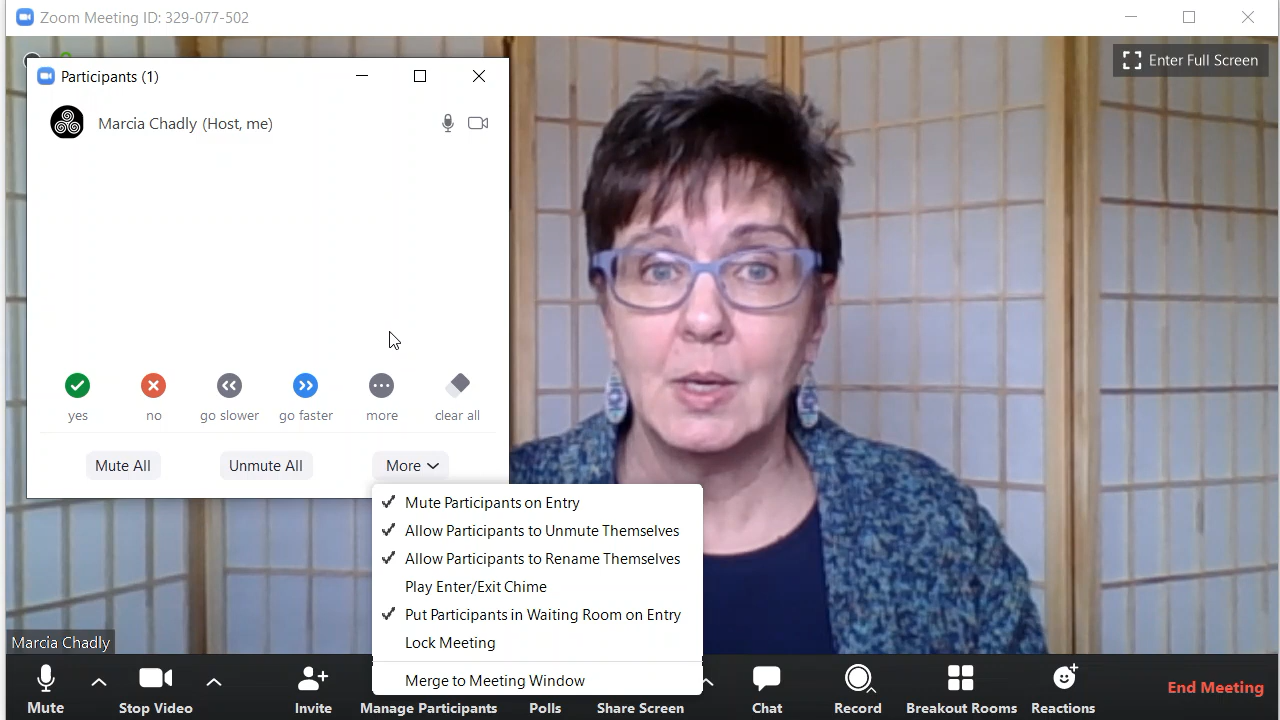 Zoom Meeting ID: 329-077-502
Enter Full Screen
Participants (1)
Marcia Chadly (Host, me)
yes no go slower go faster more clear all
Mute All Unmute All More
Mute Participants on Entry
Allow Participants to Unmute Themselves
Allow Participants to Rename Themselves
Play Enter/Exit Chime
Put Participants in Waiting Room on Entry
Lock Meeting
Merge to Meeting Window
Marcia Chadly
Mute Stop Video Invite Manage Participants Polls Share Screen Chat Record Breakout Rooms Reactions End Meeting